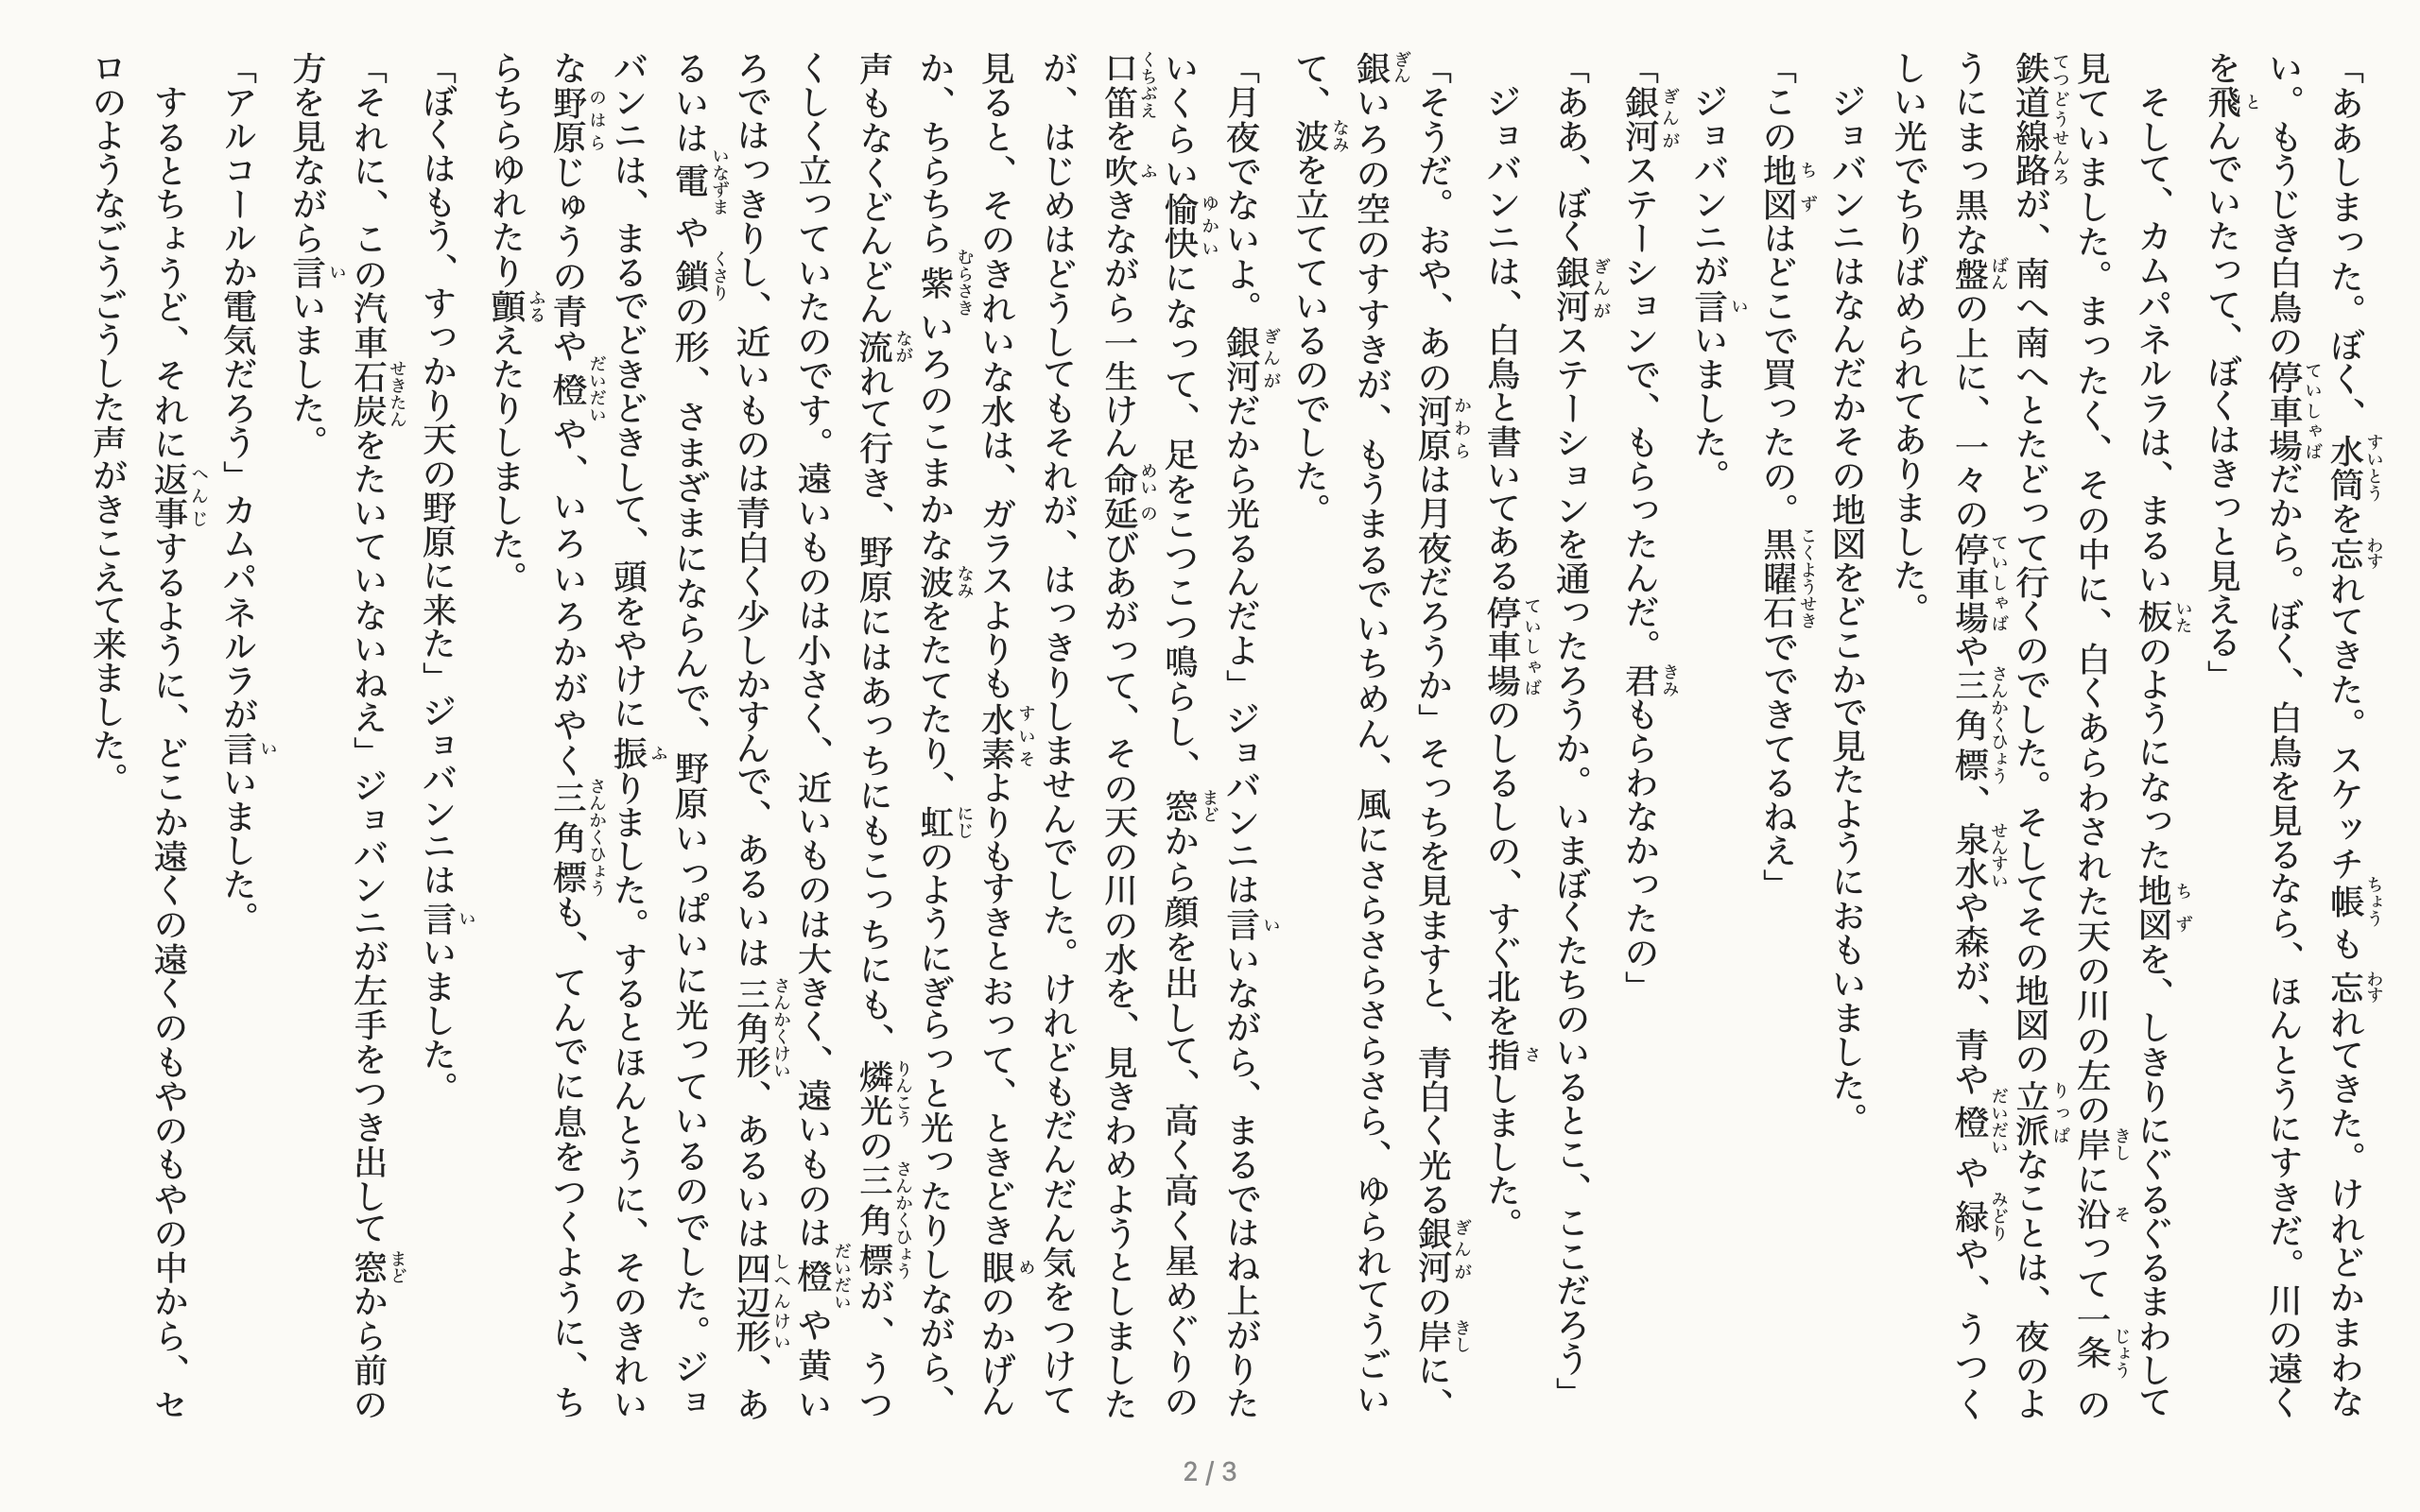 「ああしまった。ぼく、水筒を忘れてきた。スケッチ帳も忘れてきた。けれどかまわな
い。もうじき白鳥の停車場だから。ぼく、白鳥を見るなら、ほんとうにすきだ。川の遠く
を飛んでいたって、ぼくはきっと見える」
そして、カムパネルラは、まるい板のようになった地図を、しきりにぐるぐるまわして
見ていました。まったく、その中に、白くあらわされた天の川の左の岸に沿って一条の
鉄道線路が、南へ南へとたどって行くのでした。そしてその地図の立派なことは、夜のよ
うにまっ黒な盤の上に、一々の停車場や三角標、泉水や森が、青や橙や緑や、うつく
しい光でちりばめられてありました。
ジョバンニはなんだかその地図をどこかで見たようにおもいました。
「この地図はどこで買ったの。黒曜石でできてるねえ」
ジョバンニが言いました。
「銀河ステーションで、もらったんだ。君もらわなかったの」
「ああ、ぼく銀河ステーションを通ったろうか。いまぼくたちのいるとこ、ここだろう」
ジョバンニは、白鳥と書いてある停車場のしるしの、すぐ北を指しました。
「そうだ。おや、あの河原は月夜だろうか」そっちを見ますと、青白く光る銀河の岸に、
銀いろの空のすすきが、もうまるでいちめん、風にさらさらさらさら、ゆられてうごい
て、波を立てているのでした。
「月夜でないよ。銀河だから光るんだよ」ジョバンニは言いながら、まるではね上がりた
いくらい愉快になって、足をこつこつ鳴らし、窓から顔を出して、高く高く星めぐりの
口笛を吹きながら一生けん命延びあがって、その天の川の水を、見きわめようとしました
が、はじめはどうしてもそれが、はっきりしませんでした。けれどもだんだん気をつけて
見ると、そのきれいな水は、ガラスよりも水素よりもすきとおって、ときどき眼のかげん
か、ちらちら紫いろのこまかな波をたてたり、虹のようにぎらっと光ったりしながら、
声もなくどんどん流れて行き、野原にはあっちにもこっちにも、燐光の三角標が、うつ
くしく立っていたのです。遠いものは小さく、近いものは大きく、遠いものは橙や黄い
ろではっきりし、近いものは青白く少しかすんで、あるいは三角形、あるいは四辺形、あ
るいは電や鎖の形、さまざまにならんで、野原いっぱいに光っているのでした。ジョ
バンニは、まるでどきどきして、頭をやけに振りました。するとほんとうに、そのきれい
な野原じゅうの青や橙や、いろいろかがやく三角標も、てんでに息をつくように、ち
らちらゆれたり顫えたりしました。
「ぼくはもう、すっかり天の野原に来た」ジョバンニは言いました。
「それに、この汽車石炭をたいていないねえ」ジョバンニが左手をつき出して窓から前の
方を見ながら言いました。
「アルコールか電気だろう」カムパネルラが言いました。
するとちょうど、それに返事するように、どこか遠くの遠くのもやのもやの中から、セ
ロのようなごうごうした声がきこえて来ました。
2 / 3